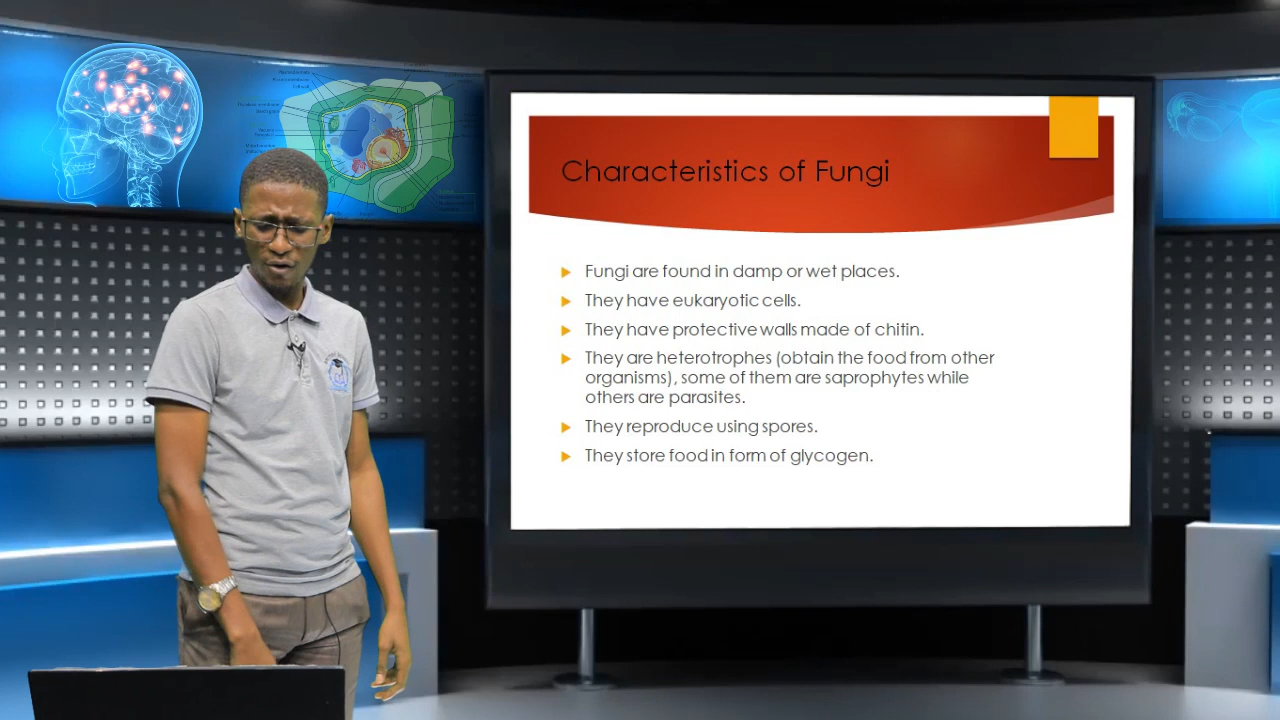 Characteristics of Fungi
Fungi are found in damp or wet places.
They have eukaryotic cells.
They have protective walls made of chitin.
They are heterotrophes (obtain the food from other
organisms), some of them are saprophytes while
others are parasites.
They reproduce using spores.
They store food in form of glycogen.